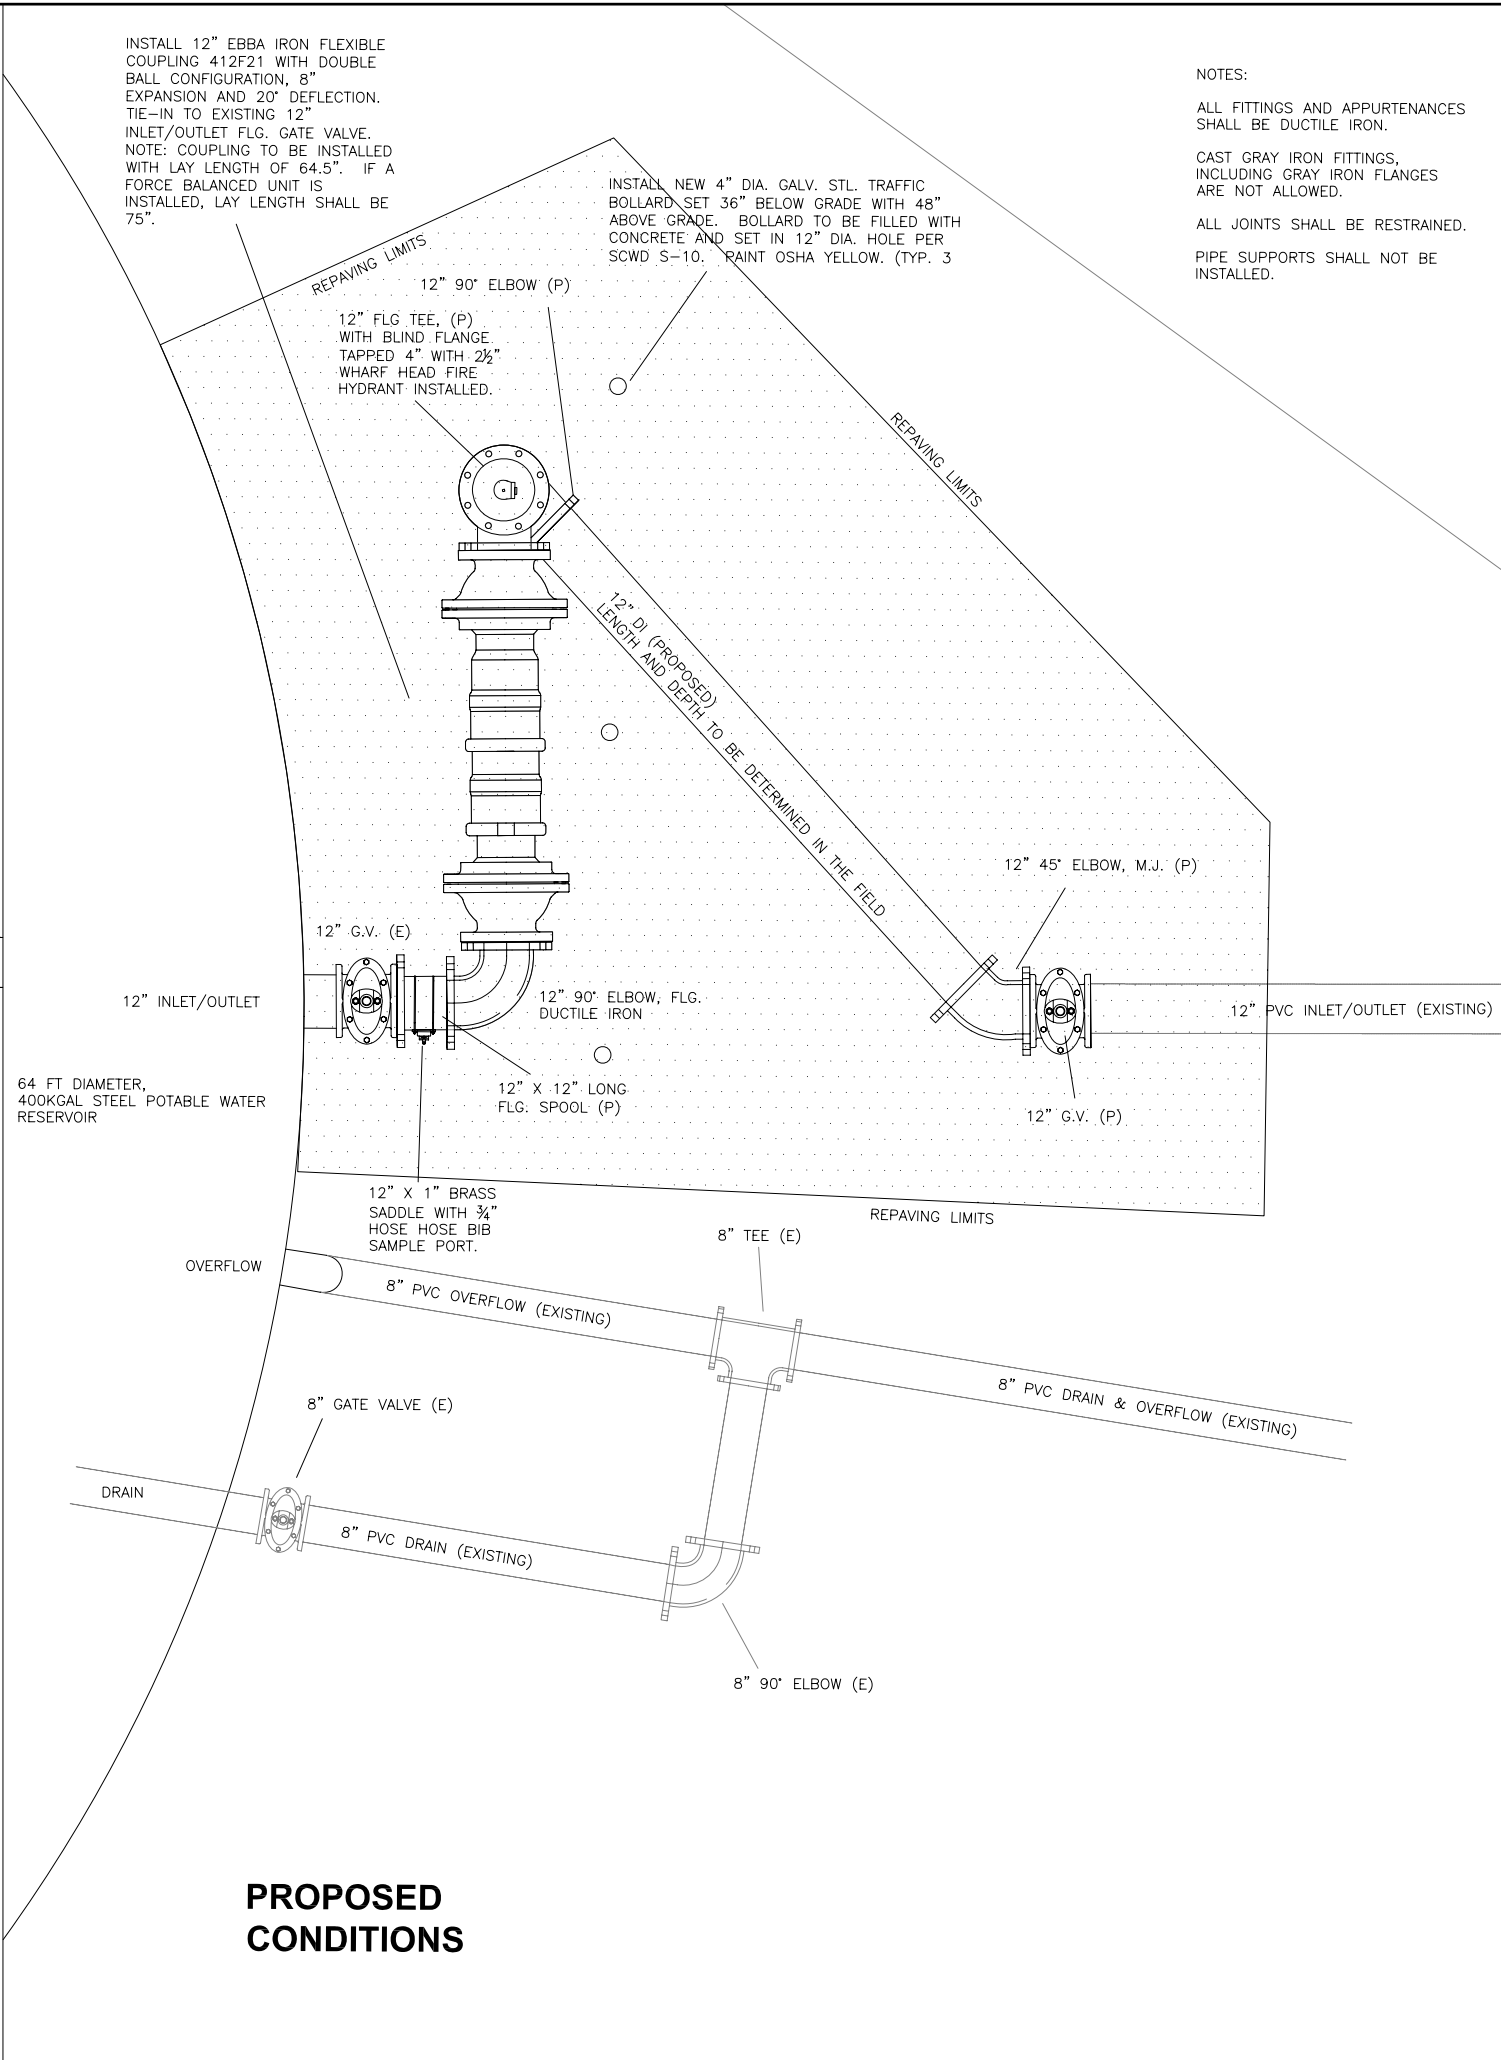 INSTALL 12” EBBA IRON FLEXIBLE
COUPLING 412F21 WITH DOUBLE
BALL CONFIGURATION, 8”
EXPANSION AND 20° DEFLECTION.
TIE–IN TO EXISTING 12”
INLET/OUTLET FLG. GATE VALVE.
NOTE: COUPLING TO BE INSTALLED
WITH LAY LENGTH OF 64.5”. IF A
FORCE BALANCED UNIT IS
INSTALLED, LAY LENGTH SHALL BE
75”.
NOTES:
ALL FITTINGS AND APPURTENANCES
SHALL BE DUCTILE IRON.
CAST GRAY IRON FITTINGS,
INCLUDING GRAY IRON FLANGES
ARE NOT ALLOWED.
ALL JOINTS SHALL BE RESTRAINED.
PIPE SUPPORTS SHALL NOT BE
INSTALLED.
INSTALL NEW 4” DIA. GALV. STL. TRAFFIC
BOLLARD SET 36” BELOW GRADE WITH 48”
ABOVE GRADE. BOLLARD TO BE FILLED WITH
CONCRETE AND SET IN 12” DIA. HOLE PER
SCWD S–10. PAINT OSHA YELLOW. (TYP. 3
REPAVING LIMITS
12” 90° ELBOW (P)
12” FLG TEE, (P)
WITH BLIND FLANGE
TAPPED 4” WITH 2½”
WHARF HEAD FIRE
HYDRANT INSTALLED.
REPAVING LIMITS
12” DI (PROPOSED)
LENGTH AND DEPTH TO BE DETERMINED IN THE FIELD
12” 45° ELBOW, M.J. (P)
12” G.V. (E)
12” INLET/OUTLET
12” 90° ELBOW, FLG.
DUCTILE IRON
12” PVC INLET/OUTLET (EXISTING)
64 FT DIAMETER,
400KGAL STEEL POTABLE WATER
RESERVOIR
12” X 12” LONG
FLG. SPOOL (P)
12” G.V. (P)
12” X 1” BRASS
SADDLE WITH ¾”
HOSE HOSE BIB
SAMPLE PORT.
REPAVING LIMITS
8” TEE (E)
OVERFLOW
8” PVC OVERFLOW (EXISTING)
8” PVC DRAIN & OVERFLOW (EXISTING)
8” GATE VALVE (E)
DRAIN
8” PVC DRAIN (EXISTING)
8” 90° ELBOW (E)
PROPOSED
CONDITIONS